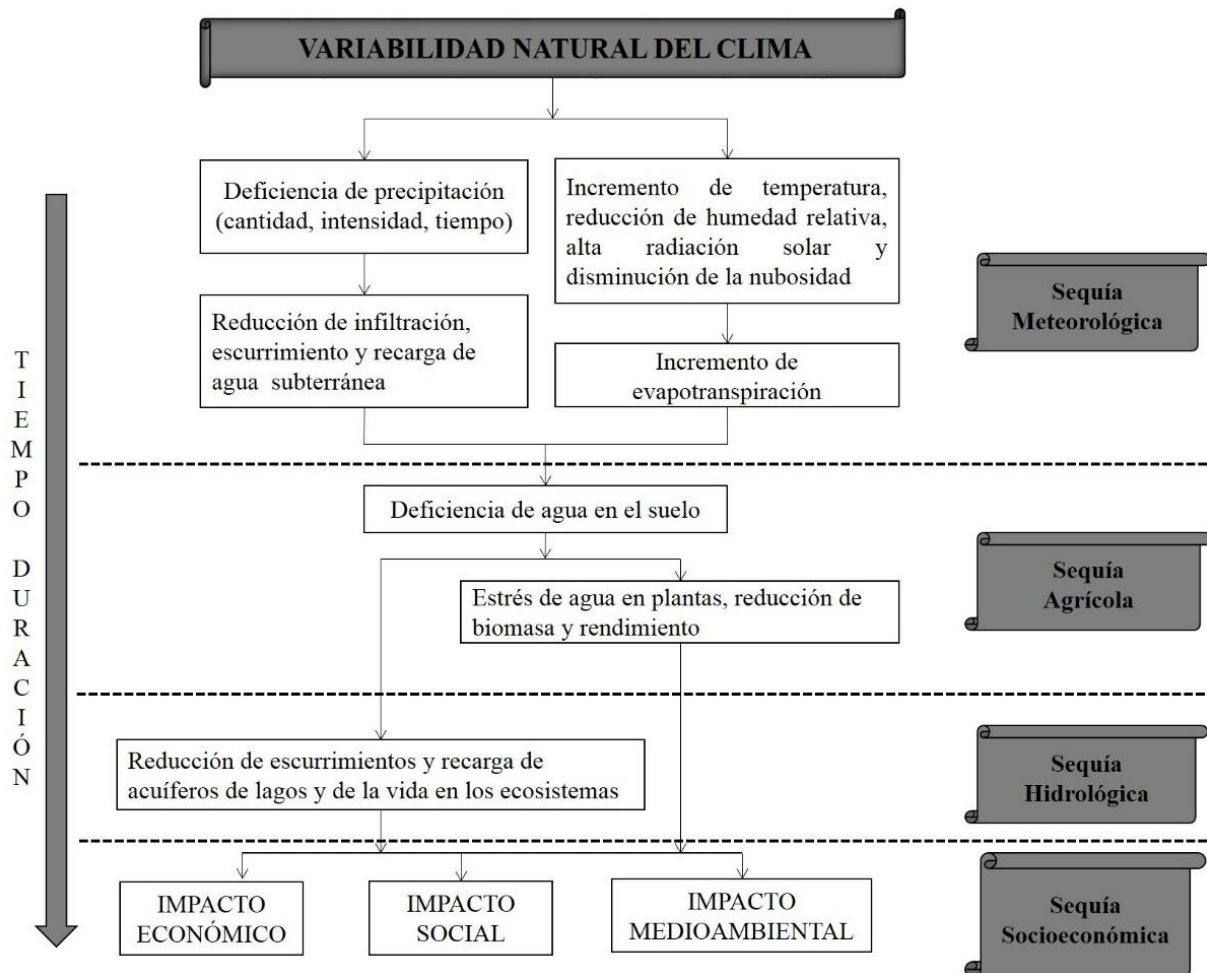 VARIABILIDAD NATURAL DEL CLIMA
Deficiencia de precipitación
(cantidad, intensidad, tiempo)
Incremento de temperatura,
reducción de humedad relativa,
alta radiación solar y
disminución de la nubosidad
Sequía
Meteorológica
Reducción de infiltración,
escurrimiento y recarga de
agua subterránea
Incremento de
evapotranspiración
TIEMPO DURACIÓN
Deficiencia de agua en el suelo
Estrés de agua en plantas, reducción de
biomasa y rendimiento
Sequía
Agrícola
Reducción de escurrimientos y recarga de
acuíferos de lagos y de la vida en los ecosistemas
Sequía
Hidrológica
IMPACTO
ECONÓMICO
IMPACTO
SOCIAL
IMPACTO
MEDIOAMBIENTAL
Sequía
Socioeconómica